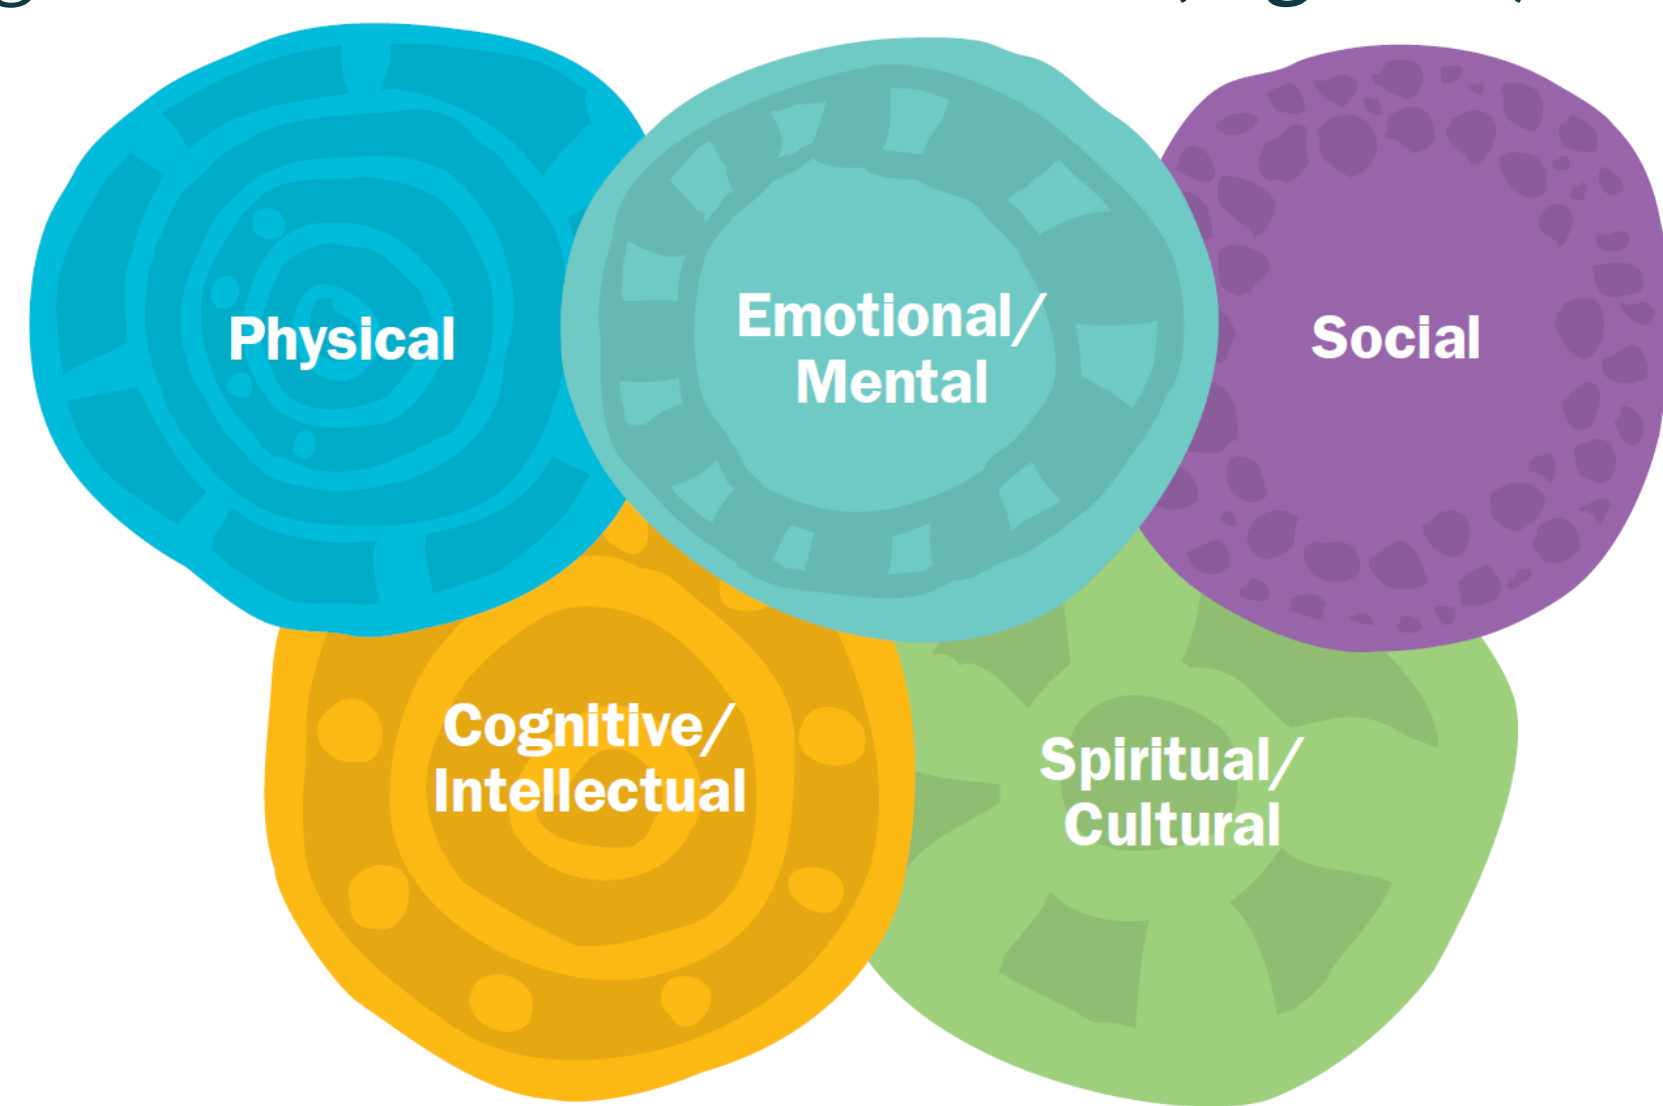 Physical
Emotional/
Mental
Social
Cognitive/
Intellectual
Spiritual/
Cultural